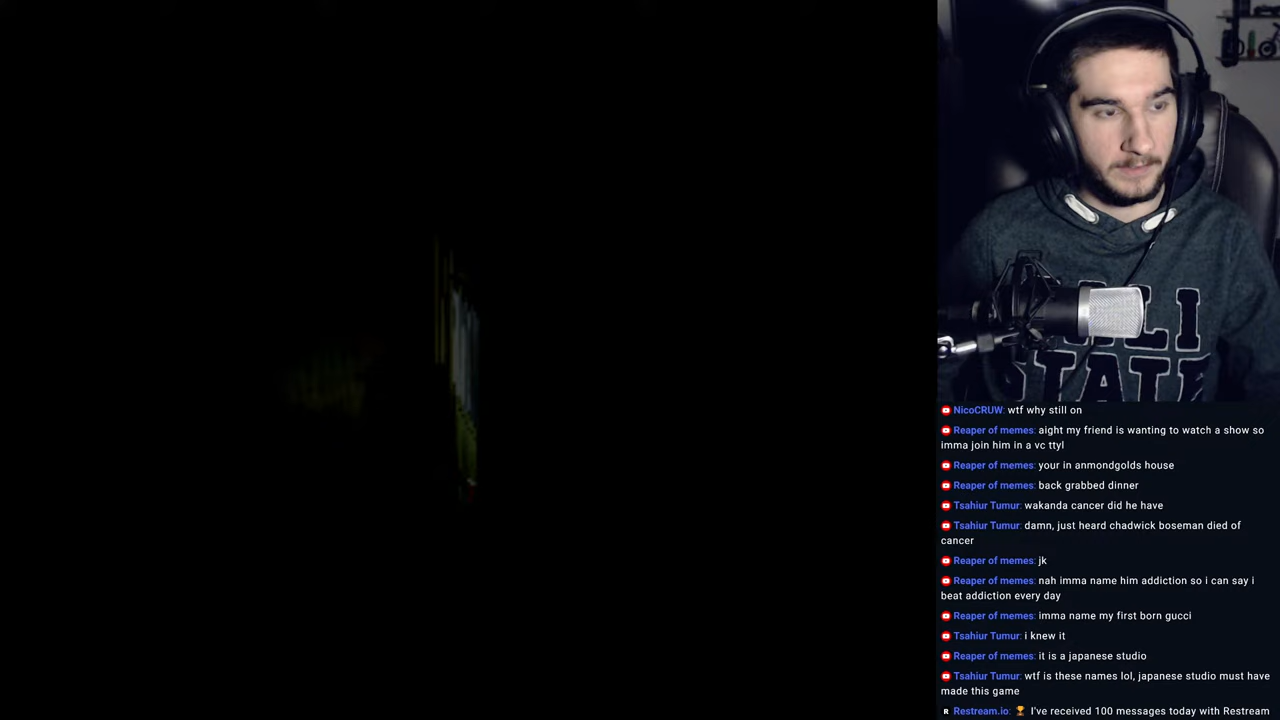 ALI
STATE
NicoCRUW: wtf why still on
Reaper of memes: aight my friend is wanting to watch a show so
imma join him in a vc ttyl
Reaper of memes: your in anmondgolds house
Reaper of memes: back grabbed dinner
Tsahiur Tumur: wakanda cancer did he have
Tsahiur Tumur: damn, just heard chadwick boseman died of
cancer
Reaper of memes: jk
Reaper of memes: nah imma name him addiction so i can say i
beat addiction every day
Reaper of memes: imma name my first born gucci
Tsahiur Tumur: i knew it
Reaper of memes: it is a japanese studio
Tsahiur Tumur: wtf is these names lol, japanese studio must have
made this game
R Restream.io: 🏆 I've received 100 messages today with Restream